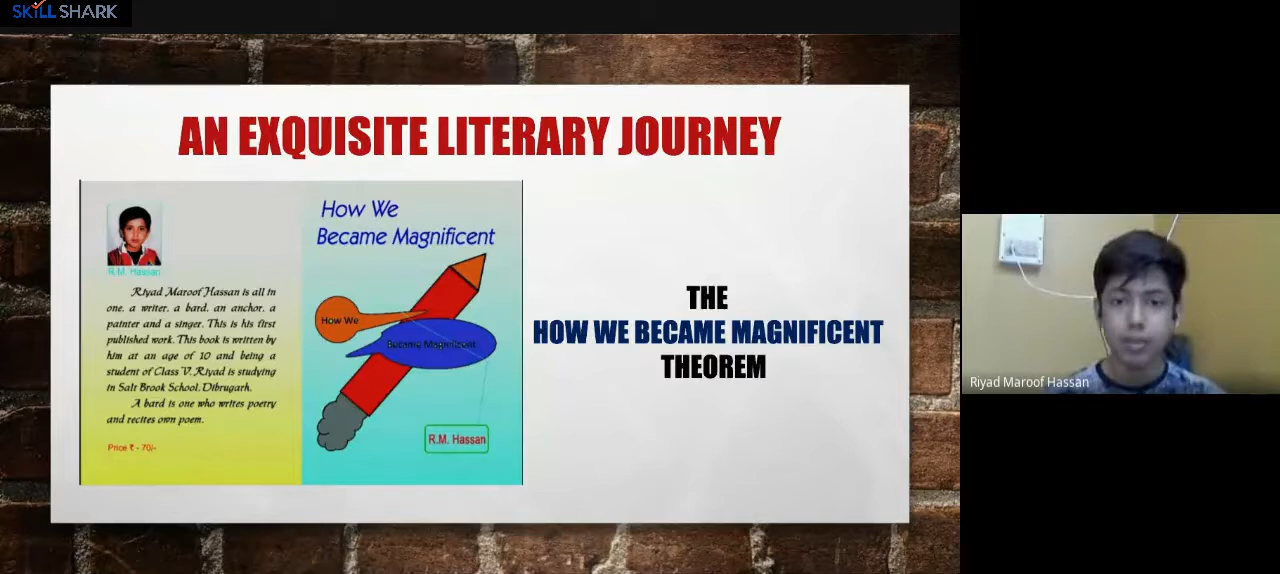 SKILL SHARK
AN EXQUISITE LITERARY JOURNEY
R.M. Hassan
Riyad Maroof Hassan is all in
one, a writer, a bard, an anchor, a
painter and a singer. This is his first
published work. This book is written by
him at an age of 10 and being a
student of Class V. Riyad is studying
in Salt Brook School, Dibrugarh.
A bard is one who writes poetry
and recites own poem.
Price ₹ - 70/-
How We
Became Magnificent
How We
Became Magnificent
R.M. Hassan
THE
HOW WE BECAME MAGNIFICENT
THEOREM
Riyad Maroof Hassan